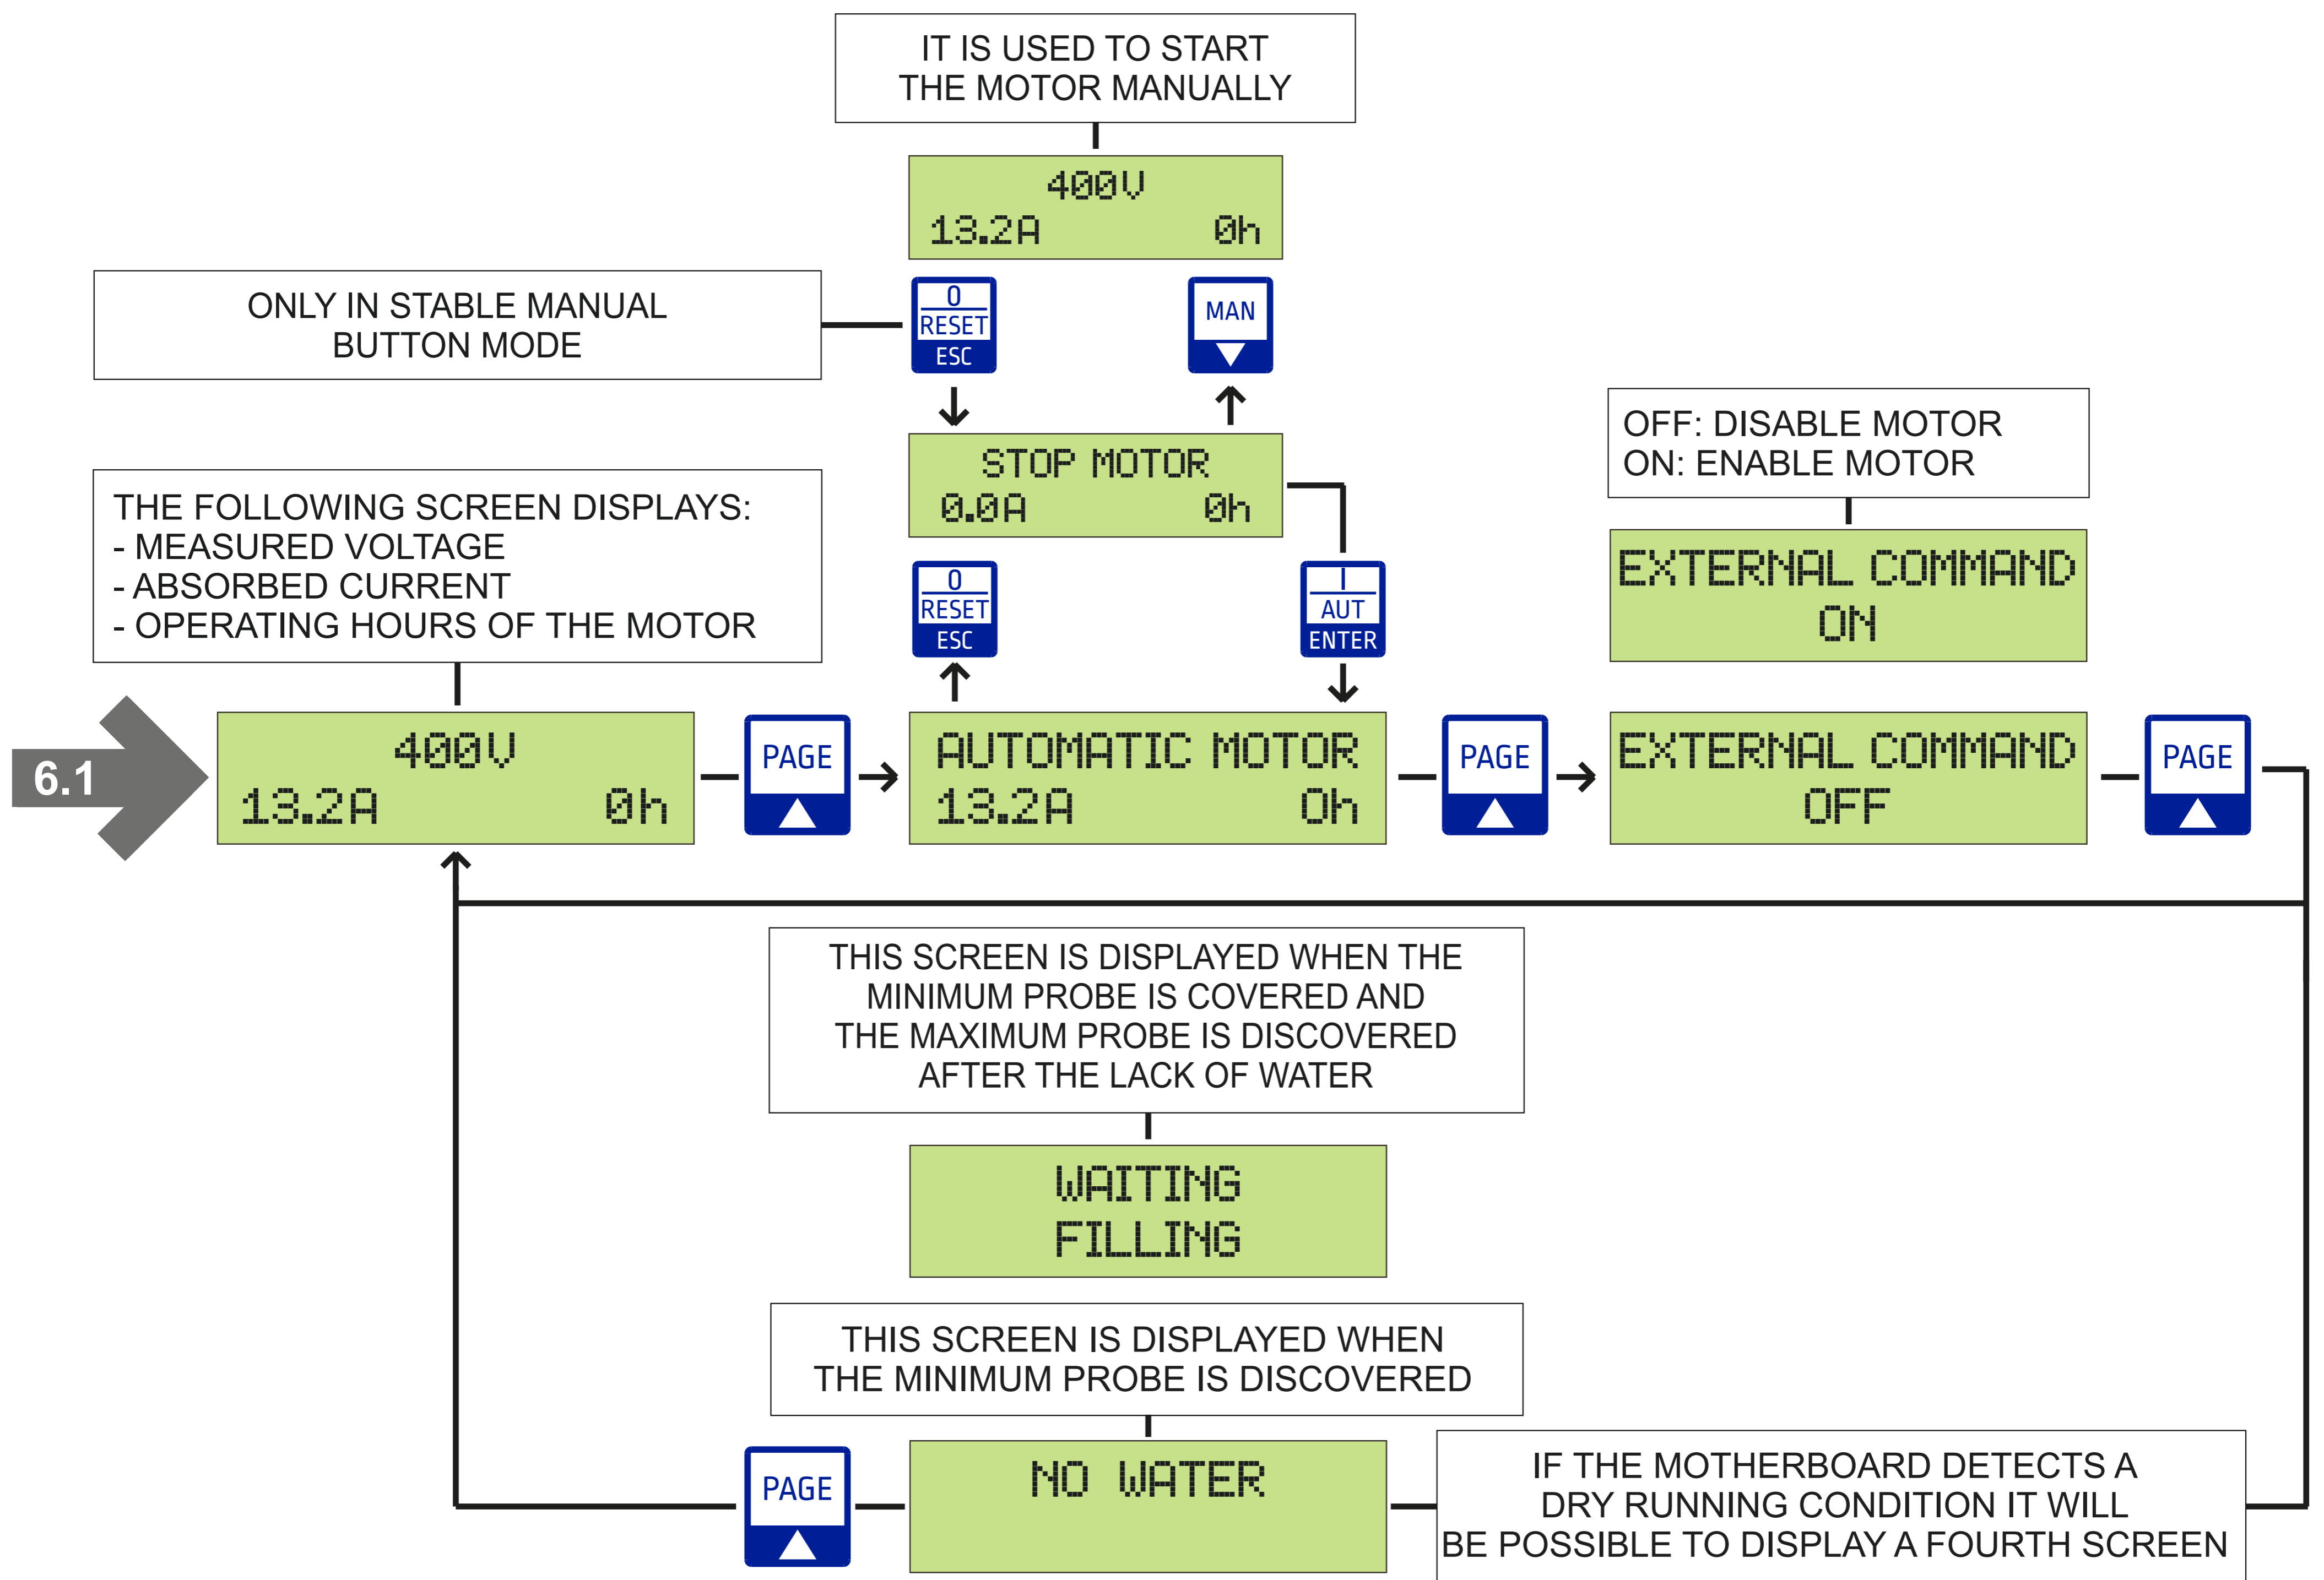 IT IS USED TO START
THE MOTOR MANUALLY
400V
13.2A 0h
ONLY IN STABLE MANUAL
BUTTON MODE
0
RESET
ESC
MAN
STOP MOTOR
0.0A 0h
OFF: DISABLE MOTOR
ON: ENABLE MOTOR
THE FOLLOWING SCREEN DISPLAYS:
- MEASURED VOLTAGE
- ABSORBED CURRENT
- OPERATING HOURS OF THE MOTOR
0
RESET
ESC
I
AUT
ENTER
EXTERNAL COMMAND
ON
6.1
400V
13.2A 0h
PAGE
AUTOMATIC MOTOR
13.2A 0h
PAGE
EXTERNAL COMMAND
OFF
PAGE
THIS SCREEN IS DISPLAYED WHEN THE
MINIMUM PROBE IS COVERED AND
THE MAXIMUM PROBE IS DISCOVERED
AFTER THE LACK OF WATER
WAITING
FILLING
THIS SCREEN IS DISPLAYED WHEN
THE MINIMUM PROBE IS DISCOVERED
PAGE
NO WATER
IF THE MOTHERBOARD DETECTS A
DRY RUNNING CONDITION IT WILL
BE POSSIBLE TO DISPLAY A FOURTH SCREEN